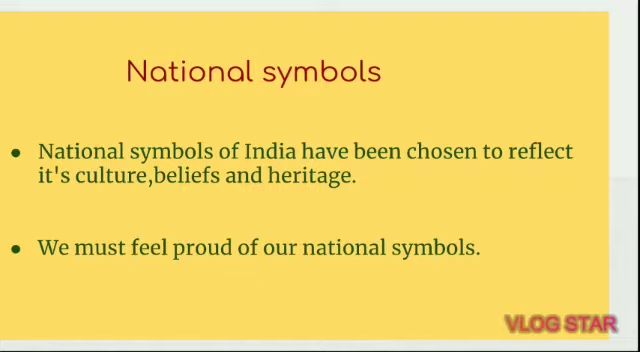 National symbols
● National symbols of India have been chosen to reflect
it's culture,beliefs and heritage.
● We must feel proud of our national symbols.
VLOG STAR